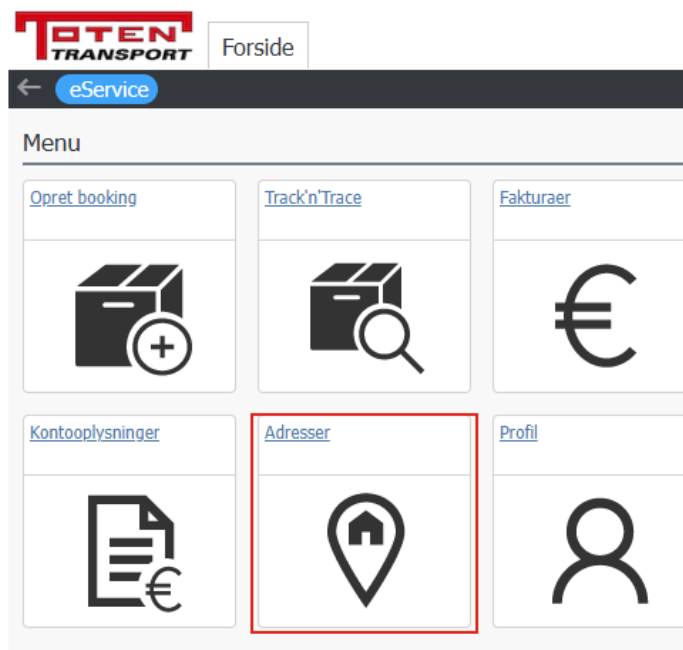 TOTEN
TRANSPORT
Forside
eService
Menu
Opret booking
Track'n'Trace
Fakturaer
Kontooplysninger
Adresser
Profil